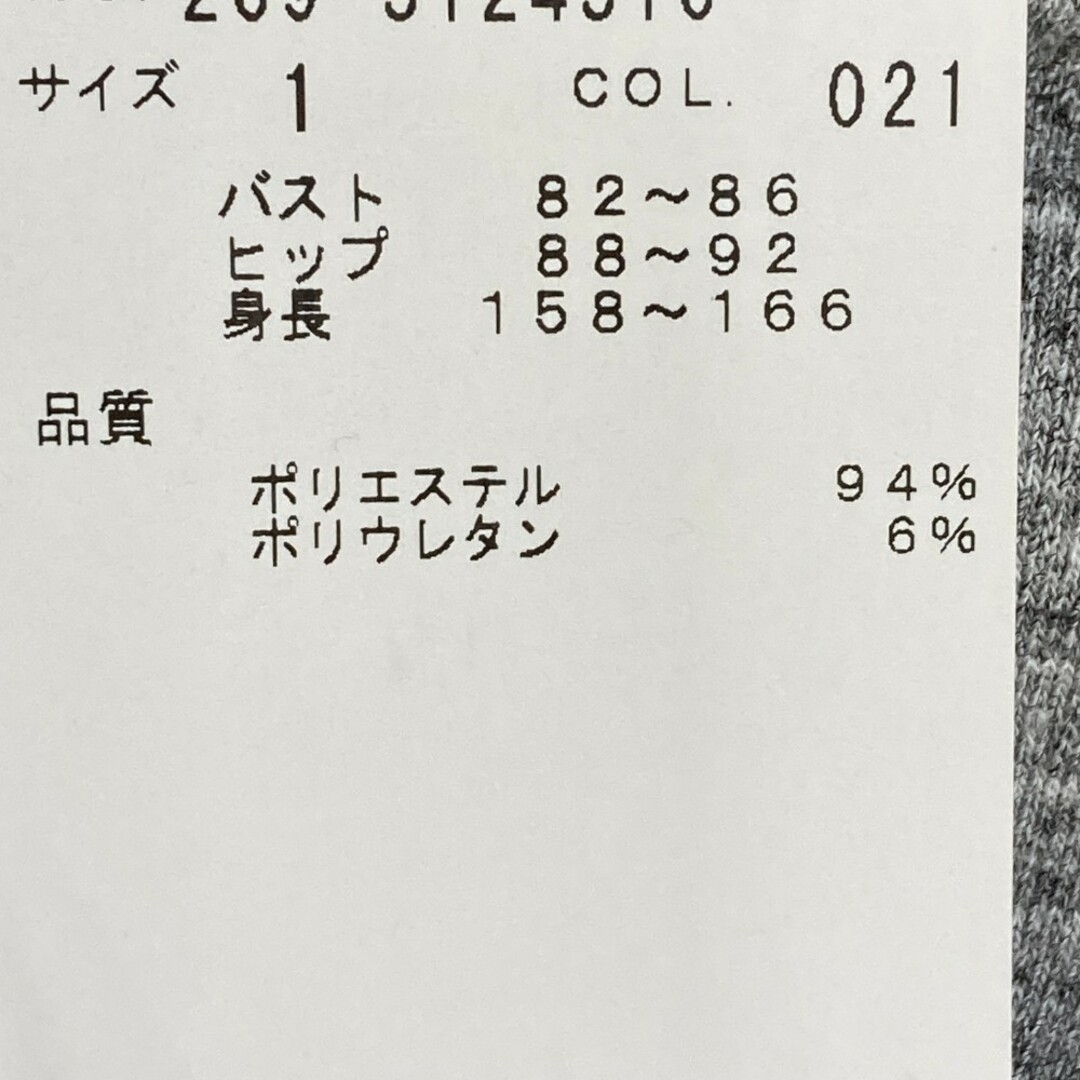 サイズ 1 COL. 021
バスト 82～86
ヒップ 88～92
身長 158～166
品質
ポリエステル 94%
ポリウレタン 6%